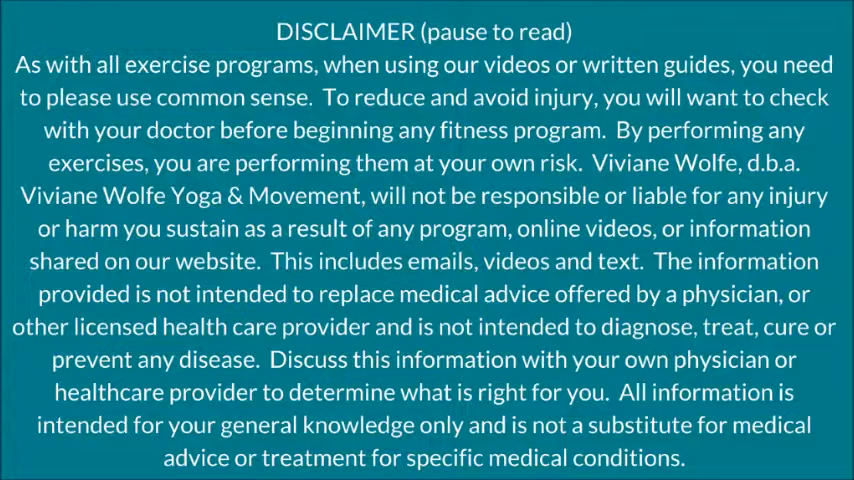 DISCLAIMER (pause to read)
As with all exercise programs, when using our videos or written guides, you need
to please use common sense.  To reduce and avoid injury, you will want to check
with your doctor before beginning any fitness program.  By performing any
exercises, you are performing them at your own risk.  Viviane Wolfe, d.b.a.
Viviane Wolfe Yoga & Movement, will not be responsible or liable for any injury
or harm you sustain as a result of any program, online videos, or information
shared on our website.  This includes emails, videos and text.  The information
provided is not intended to replace medical advice offered by a physician, or
other licensed health care provider and is not intended to diagnose, treat, cure or
prevent any disease.  Discuss this information with your own physician or
healthcare provider to determine what is right for you.  All information is
intended for your general knowledge only and is not a substitute for medical
advice or treatment for specific medical conditions.